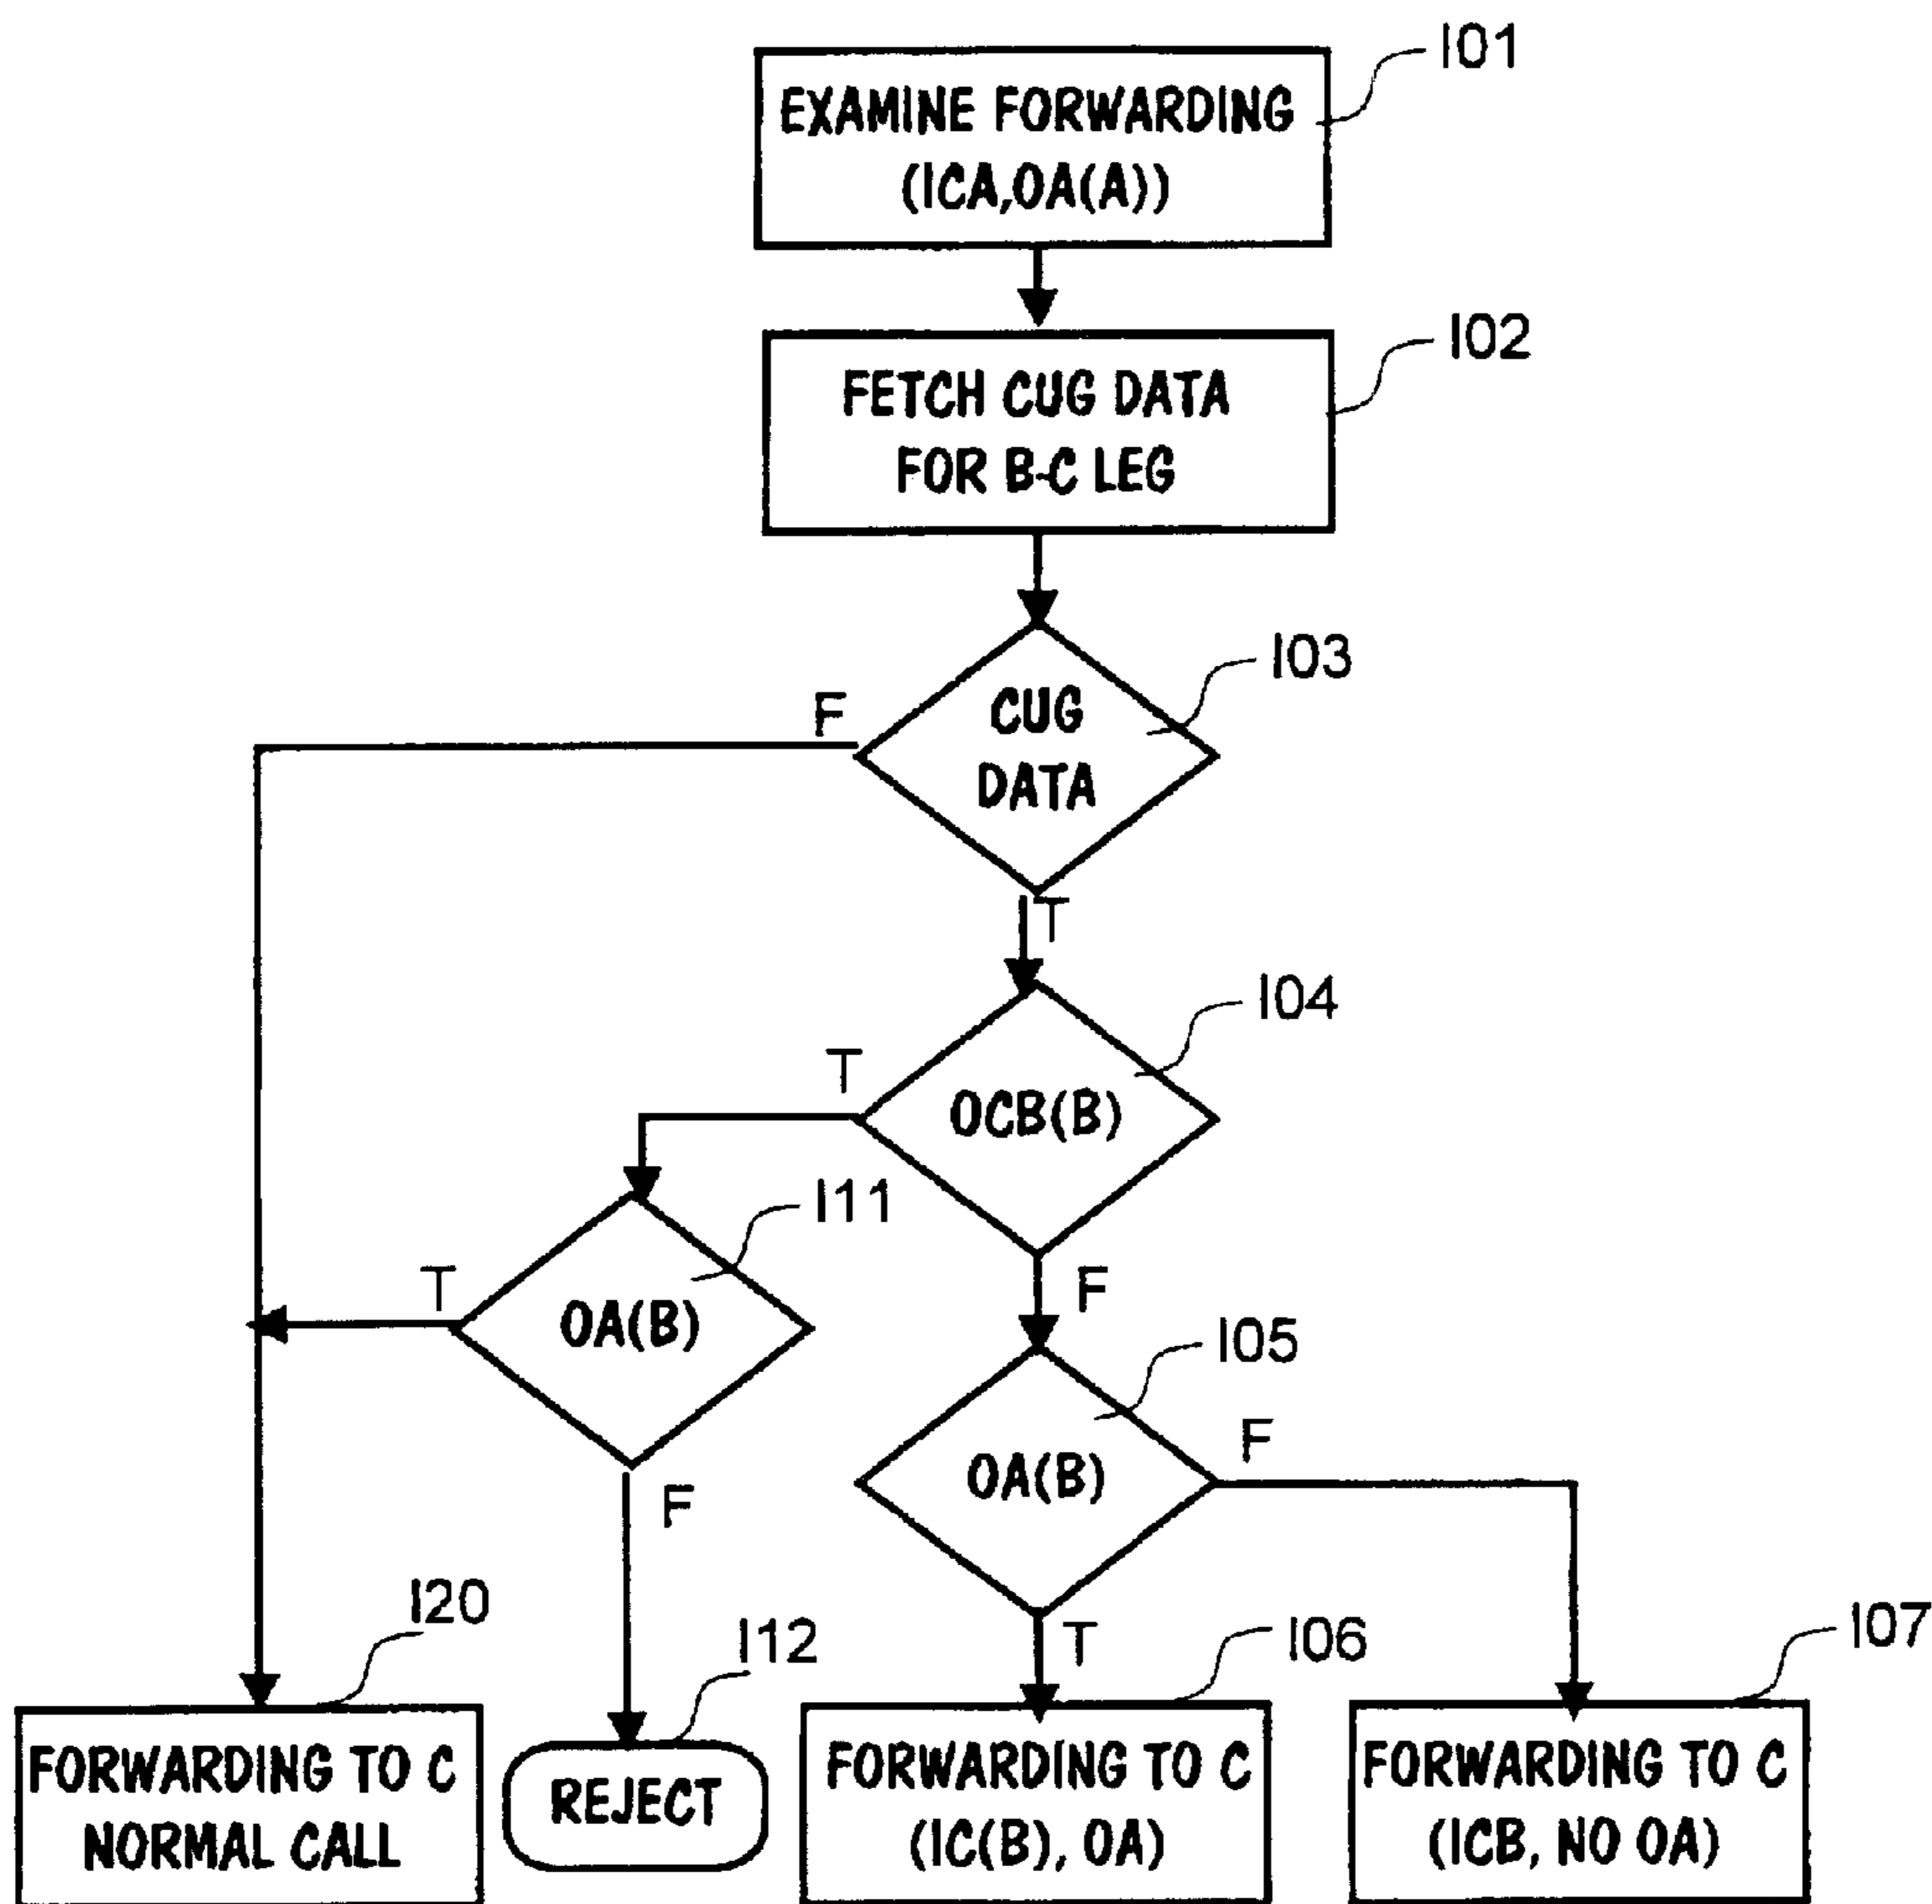 101
EXAMINE FORWARDING
(ICA,OA(A))
102
FETCH CUG DATA
FOR B-C LEG
103
F
CUG
DATA
T
104
T
OCB(B)
111
F
T
OA(B)
105
F
OA(B)
F
120
112
T
106
107
FORWARDING TO C
NORMAL CALL
REJECT
FORWARDING TO C
(IC(B), OA)
FORWARDING TO C
(ICB, NO OA)